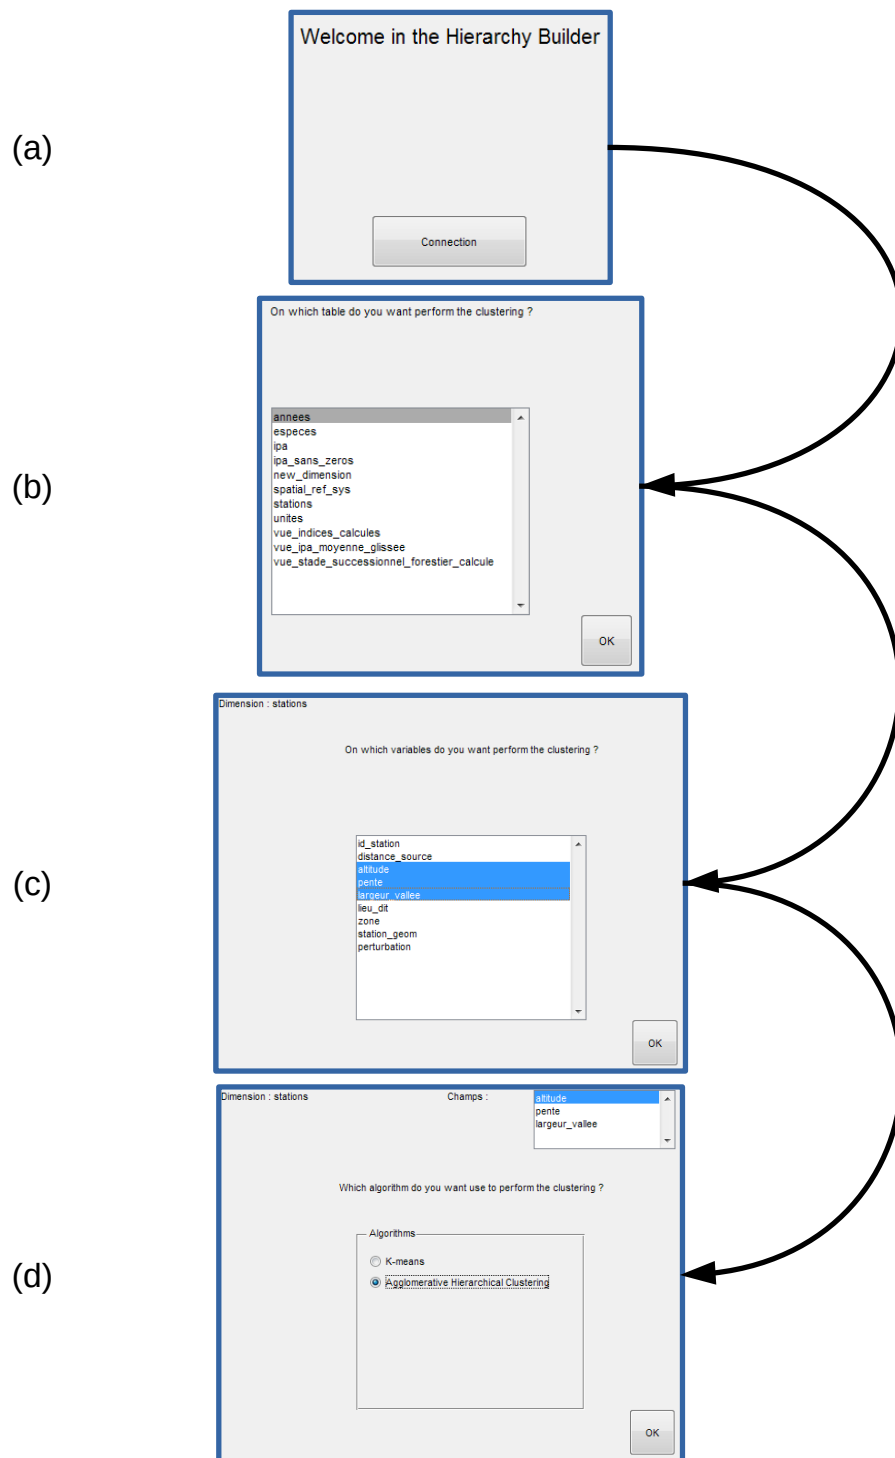 Welcome in the Hierarchy Builder
(a)
Connection
On which table do you want perform the clustering ?
annees
especes
ipa
ipa_sans_zeros
new_dimension
(b)
spatial_ref_sys
stations
unites
vue_indices_calcules
vue_ipa_moyenne_glissee
vue_stade_successionnel_forestier_calcule
OK
Dimension : stations
On which variables do you want perform the clustering ?
id_station
distance_source
altitude
(c)
pente
largeur_vallee
lieu_dit
zone
station_geom
perturbation
OK
Dimension : stations Champs : altitude
pente
largeur_vallee
Which algorithm do you want use to perform the clustering ?
Algorithms
K-means
(d)
Agglomerative Hierarchical Clustering
OK